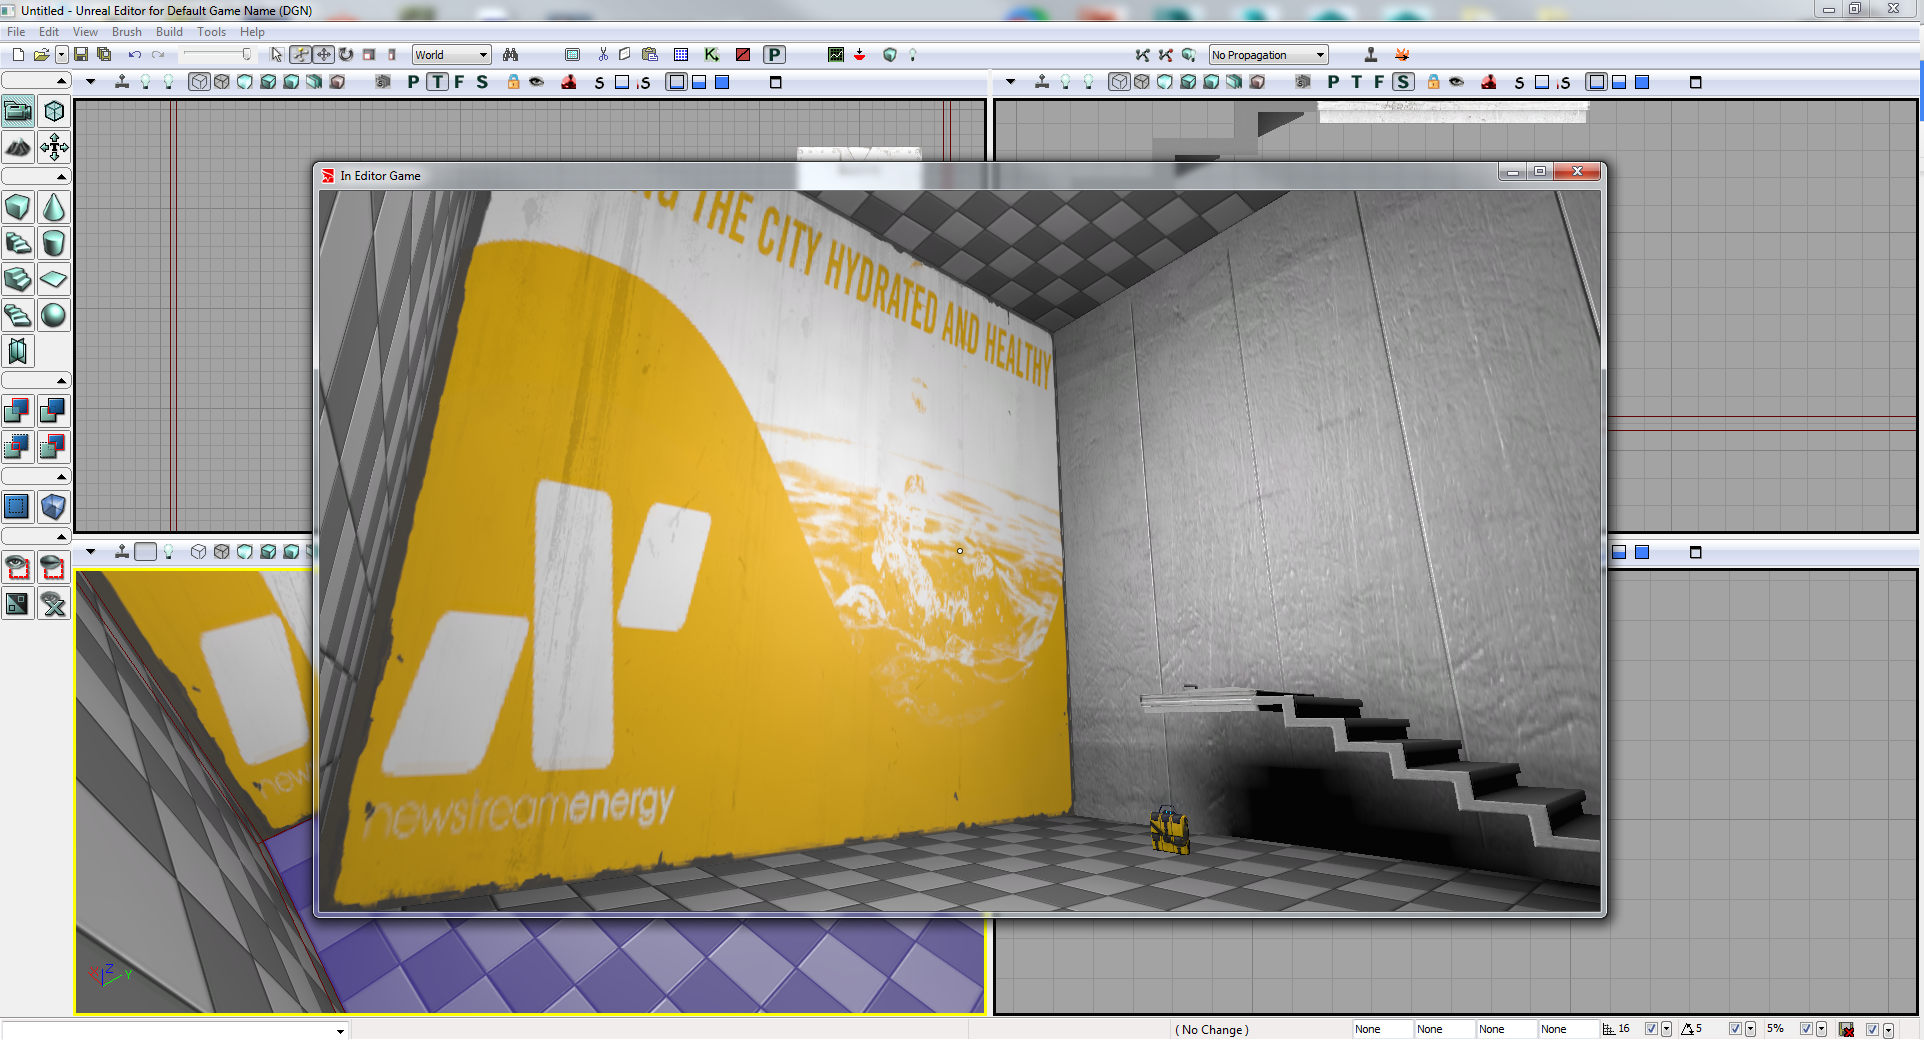 Untitled - Unreal Editor for Default Game Name (DGN)
File Edit View Brush Build Tools Help
World
P
No Propagation
P T F S
S
S
P T F S
S
S
In Editor Game
THE CITY HYDRATED AND HEALTHY
newstreamenergy
new
Z
Y
( No Change )
None
None
None
None
16
5
5%